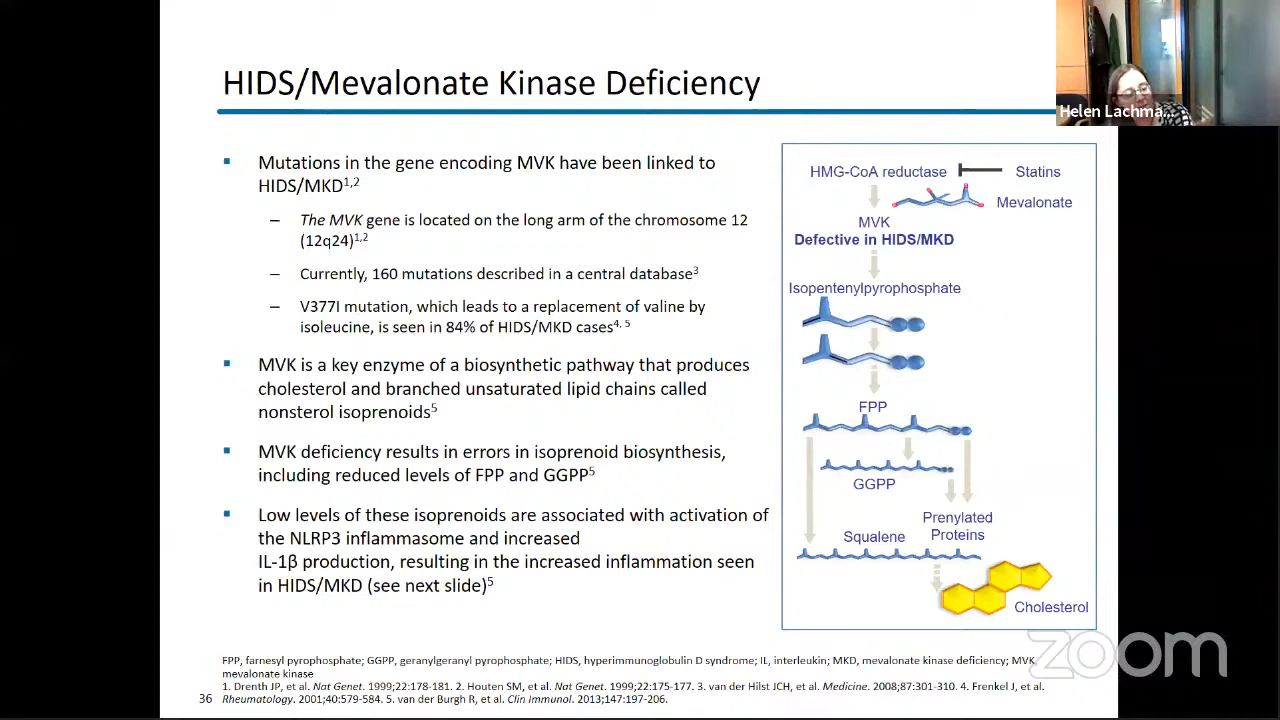 HIDS/Mevalonate Kinase Deficiency
Helen Lachma...
▪ Mutations in the gene encoding MVK have been linked to
HIDS/MKD1,2
– The MVK gene is located on the long arm of the chromosome 12
(12q24)1,2
– Currently, 160 mutations described in a central database3
– V377I mutation, which leads to a replacement of valine by
isoleucine, is seen in 84% of HIDS/MKD cases4, 5
▪ MVK is a key enzyme of a biosynthetic pathway that produces
cholesterol and branched unsaturated lipid chains called
nonsterol isoprenoids5
▪ MVK deficiency results in errors in isoprenoid biosynthesis,
including reduced levels of FPP and GGPP5
▪ Low levels of these isoprenoids are associated with activation of
the NLRP3 inflammasome and increased
IL-1β production, resulting in the increased inflammation seen
in HIDS/MKD (see next slide)5
HMG-CoA reductase
Statins
Mevalonate
MVK
Defective in HIDS/MKD
Isopentenylpyrophosphate
FPP
GGPP
Prenylated
Proteins
Squalene
Cholesterol
zoom
FPP, farnesyl pyrophosphate; GGPP, geranylgeranyl pyrophosphate; HIDS, hyperimmunoglobulin D syndrome; IL, interleukin; MKD, mevalonate kinase deficiency; MVK,
mevalonate kinase
1. Drenth JP, et al. Nat Genet. 1999;22:178-181. 2. Houten SM, et al. Nat Genet. 1999;22:175-177. 3. van der Hilst JCH, et al. Medicine. 2008;87:301-310. 4. Frenkel J, et al.
Rheumatology. 2001;40:579-584. 5. van der Burgh R, et al. Clin Immunol. 2013;147:197-206.
36